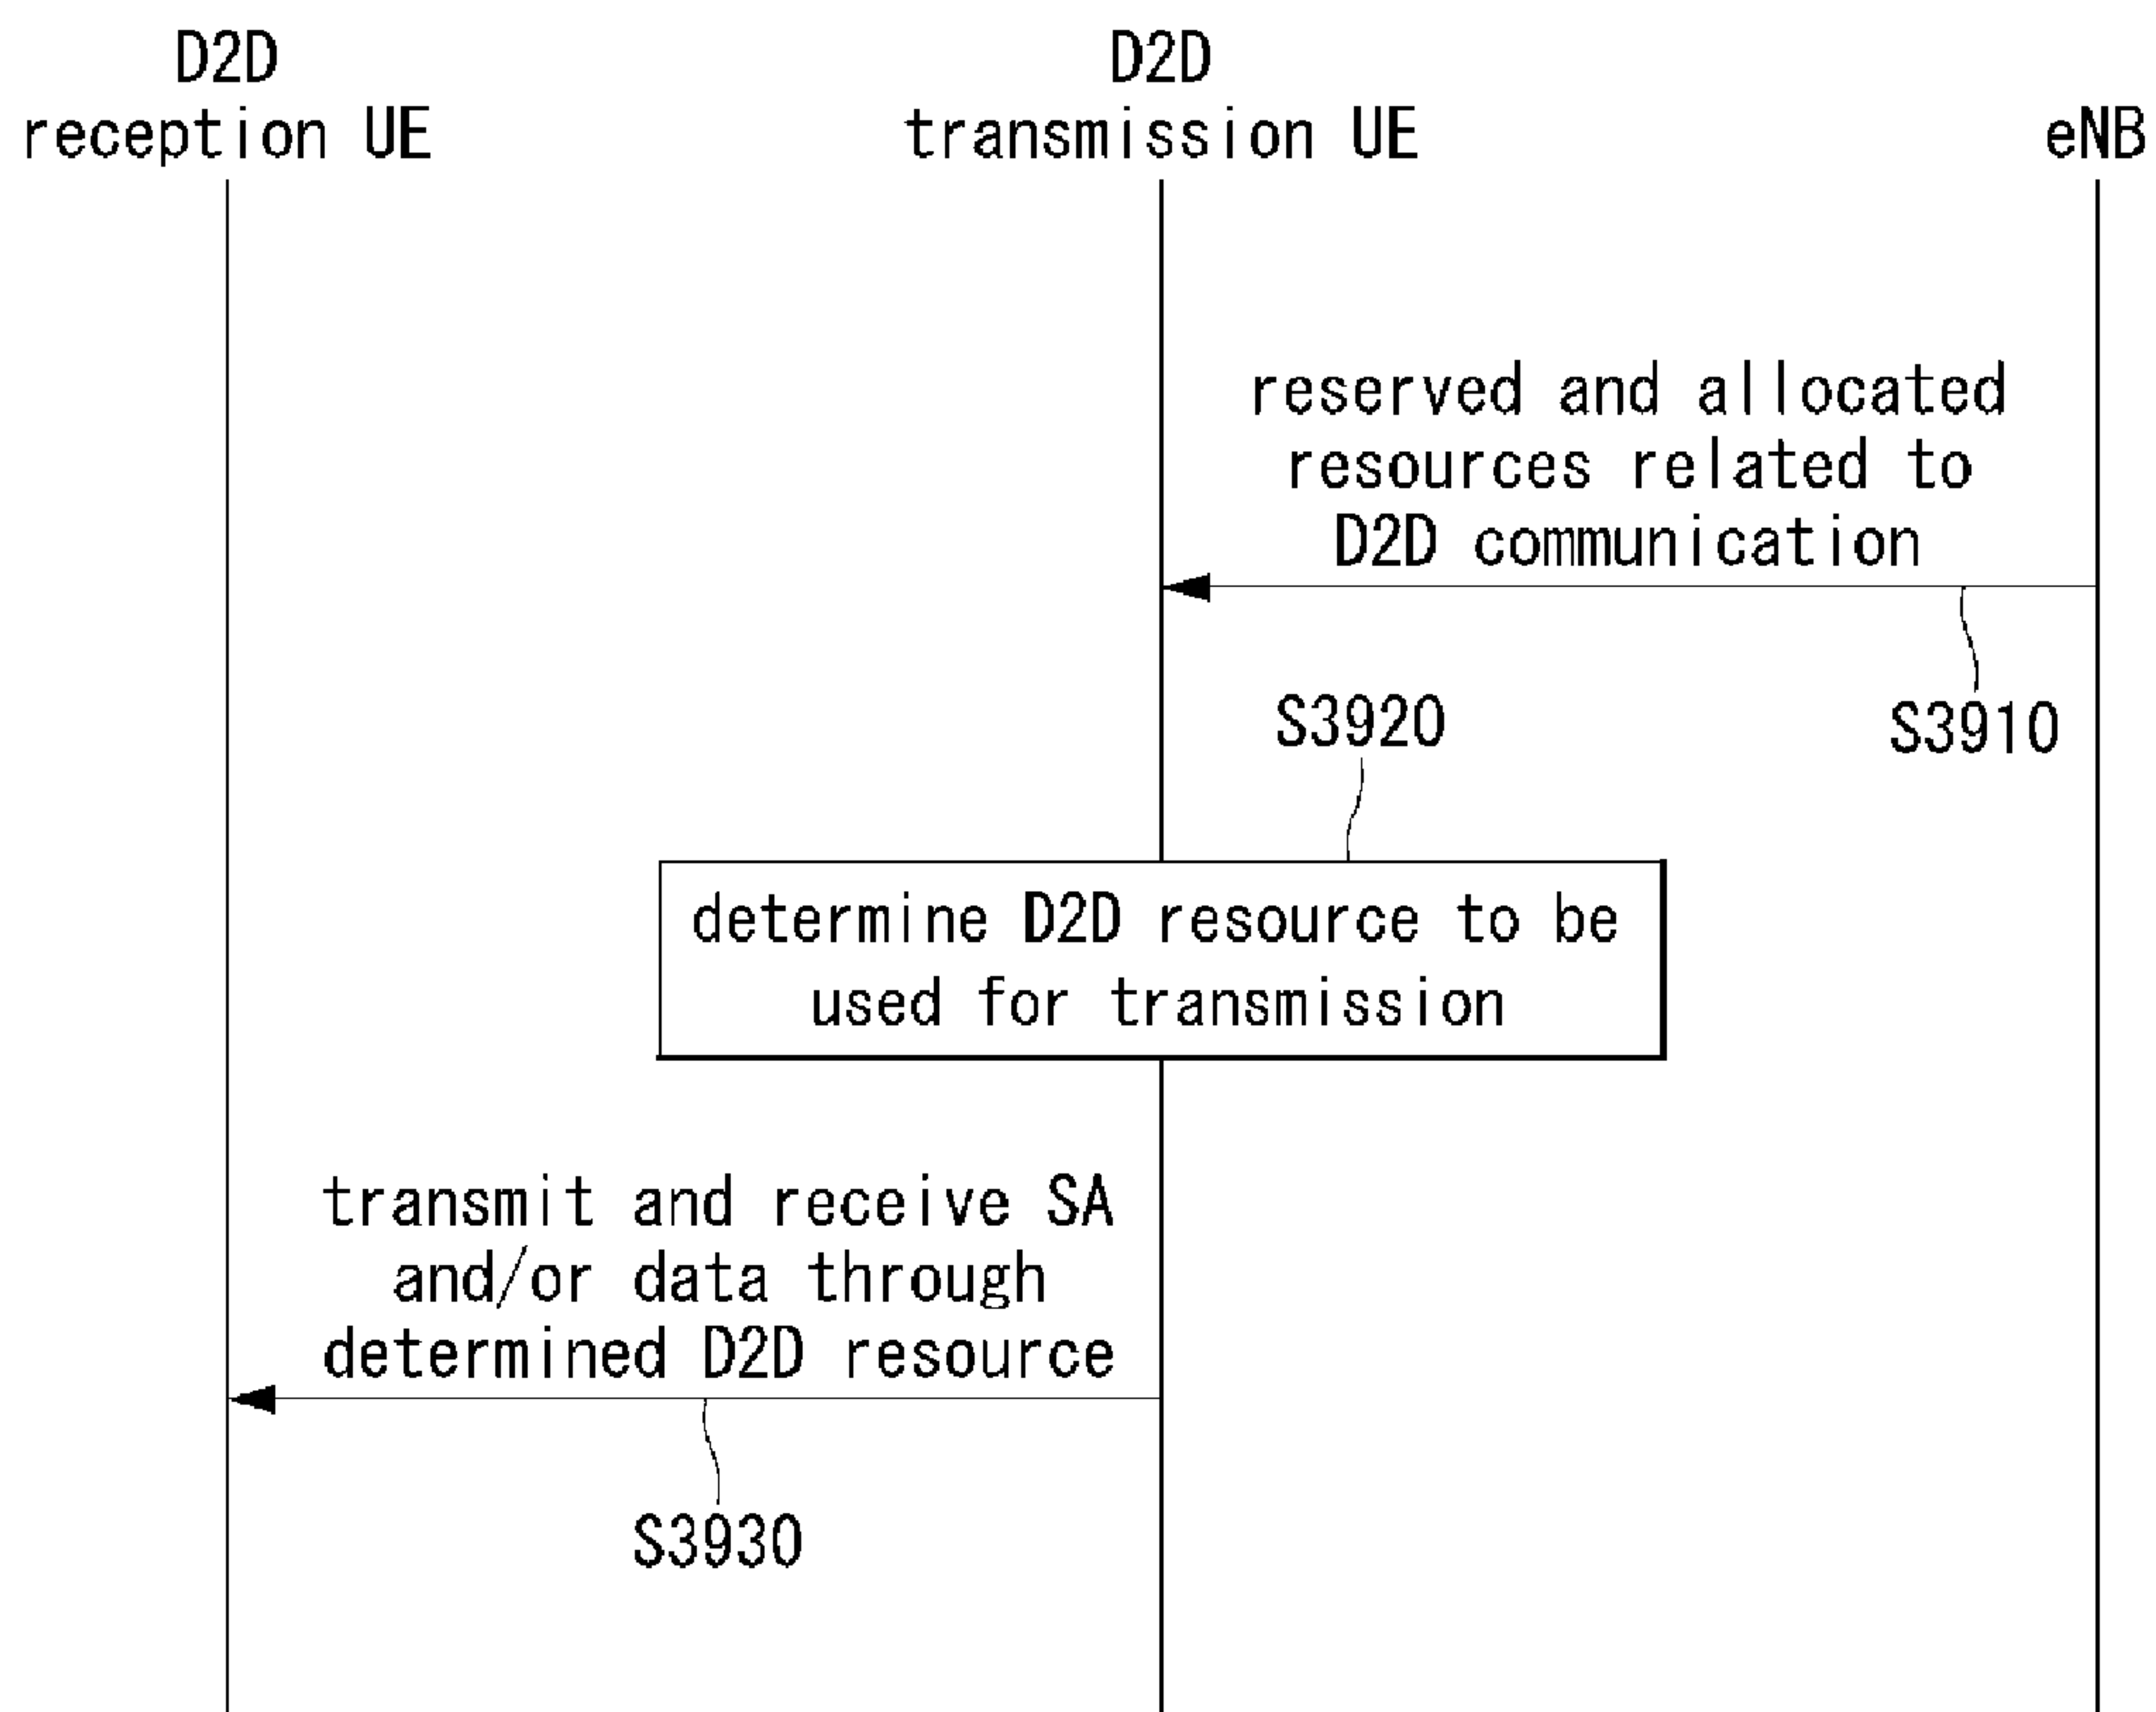 D2D
reception UE
D2D
transmission UE
eNB
reserved and allocated
resources related to
D2D communication
S3910
S3920
determine D2D resource to be
used for transmission
transmit and receive SA
and/or data through
determined D2D resource
S3930